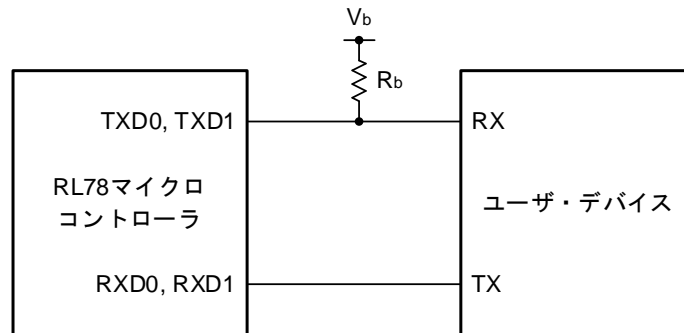 Vb
Rb
TXD0, TXD1
RX
RL78マイクロ
コントローラ
ユーザ・デバイス
RXD0, RXD1
TX